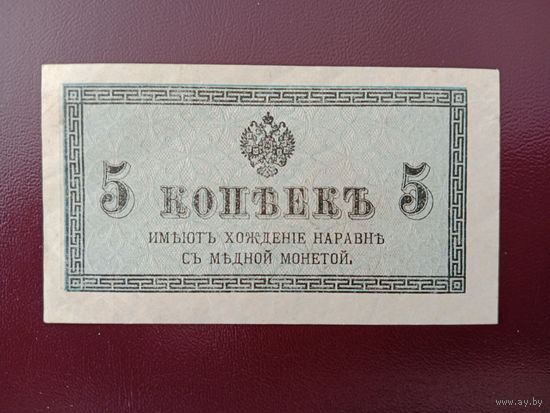 5 КОПѢЕКЪ 5
ИМѢЮТЪ ХОЖДЕНІЕ НАРАВНѢ
СЪ МѢДНОЙ МОНЕТОЙ.
www.ay.by